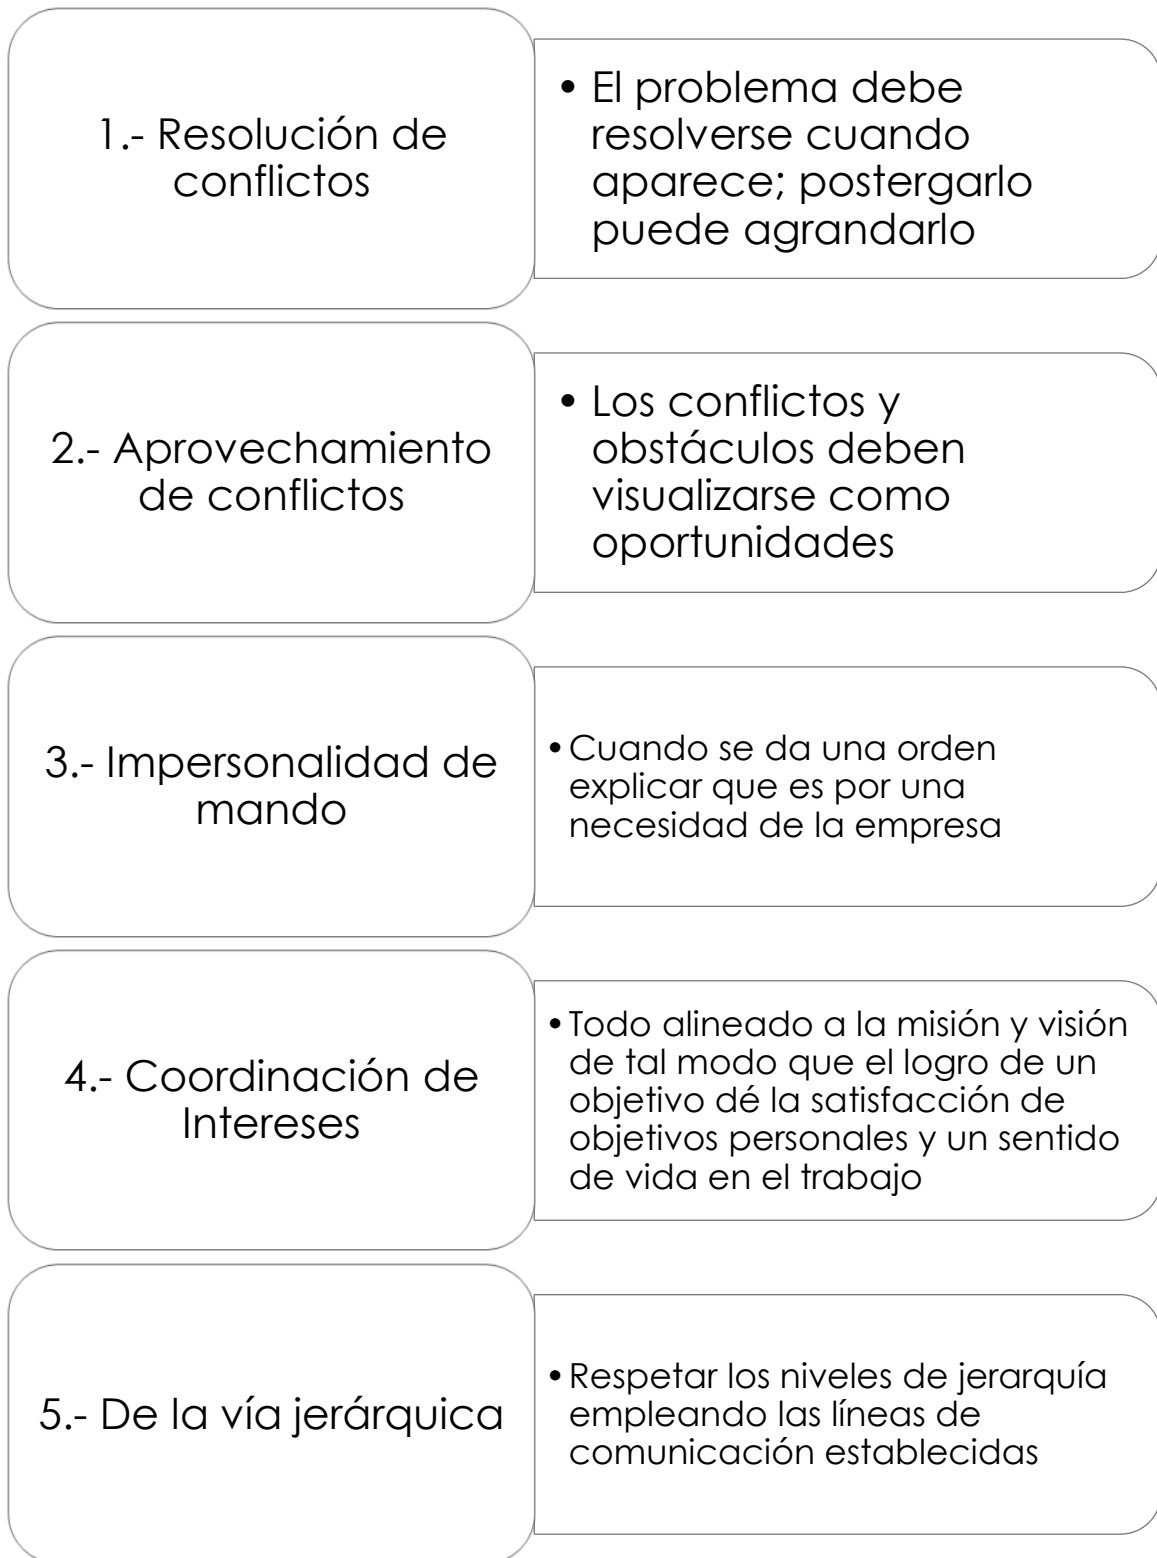 1.- Resolución de
conflictos
• El problema debe
resolverse cuando
aparece; postergarlo
puede agrandarlo
2.- Aprovechamiento
de conflictos
• Los conflictos y
obstáculos deben
visualizarse como
oportunidades
3.- Impersonalidad de
mando
• Cuando se da una orden
explicar que es por una
necesidad de la empresa
4.- Coordinación de
Intereses
• Todo alineado a la misión y visión
de tal modo que el logro de un
objetivo dé la satisfacción de
objetivos personales y un sentido
de vida en el trabajo
5.- De la vía jerárquica
• Respetar los niveles de jerarquía
empleando las líneas de
comunicación establecidas